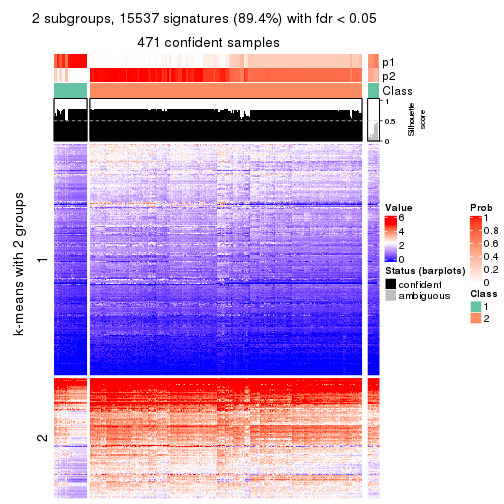 2 subgroups, 15537 signatures (89.4%) with fdr < 0.05
471 confident samples
p1
p2
Class
1
0.5
0
Silhouette
score
k-means with 2 groups
1
2
Value
6
4
2
0
Status (barplots)
confident
ambiguous
Prob
1
0.8
0.6
0.4
0.2
0
Class
1
2